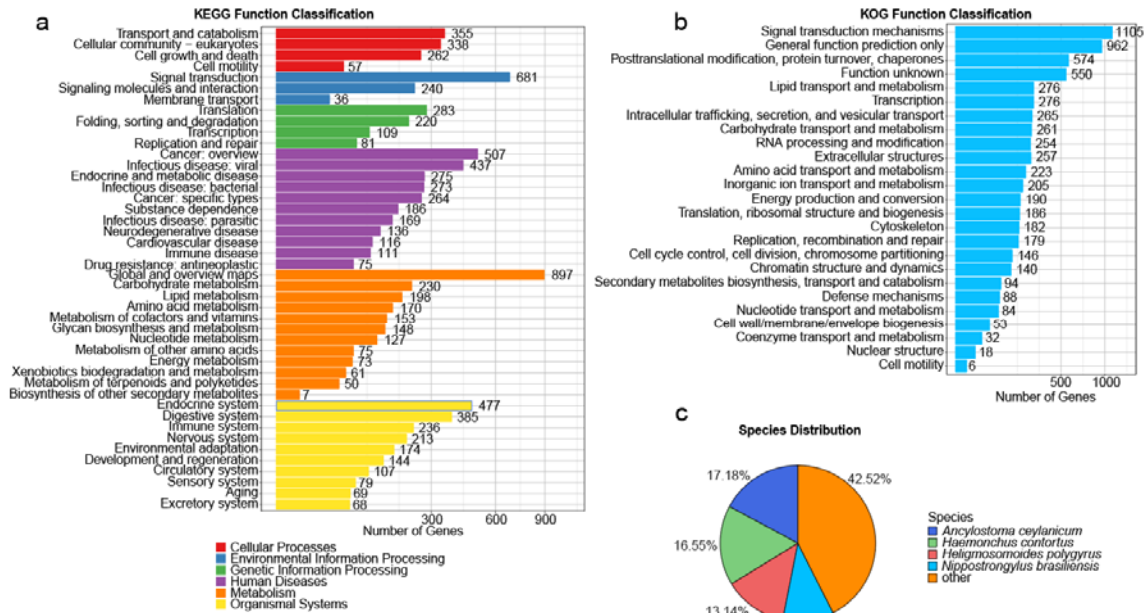 a
KEGG Function Classification
Transport and catabolism 355
Cellular community – eukaryotes 338
Cell growth and death 262
Cell motility 57
Signal transduction 681
Signaling molecules and interaction 240
Membrane transport 36
Translation 283
Folding, sorting and degradation 220
Transcription 109
Replication and repair 81
Cancer: overview 507
Infectious disease: viral 437
Endocrine and metabolic disease 275
Infectious disease: bacterial 273
Cancer: specific types 264
Substance dependence 186
Infectious disease: parasitic 169
Neurodegenerative disease 136
Cardiovascular disease 116
Immune disease 111
Drug resistance: antineoplastic 75
Global and overview maps 897
Carbohydrate metabolism 230
Lipid metabolism 198
Amino acid metabolism 170
Metabolism of cofactors and vitamins 153
Glycan biosynthesis and metabolism 148
Nucleotide metabolism 127
Metabolism of other amino acids 75
Energy metabolism 73
Xenobiotics biodegradation and metabolism 61
Metabolism of terpenoids and polyketides 50
Biosynthesis of other secondary metabolites 7
Endocrine system 477
Digestive system 385
Immune system 236
Nervous system 213
Environmental adaptation 174
Development and regeneration 144
Circulatory system 107
Sensory system 79
Aging 69
Excretory system 68
300 600 900
Number of Genes
Cellular Processes
Environmental Information Processing
Genetic Information Processing
Human Diseases
Metabolism
Organismal Systems
b
KOG Function Classification
Signal transduction mechanisms 1105
General function prediction only 962
Posttranslational modification, protein turnover, chaperones 574
Function unknown 550
Lipid transport and metabolism 276
Transcription 276
Intracellular trafficking, secretion, and vesicular transport 265
Carbohydrate transport and metabolism 261
RNA processing and modification 254
Extracellular structures 257
Amino acid transport and metabolism 223
Inorganic ion transport and metabolism 205
Energy production and conversion 190
Translation, ribosomal structure and biogenesis 186
Cytoskeleton 182
Replication, recombination and repair 179
Cell cycle control, cell division, chromosome partitioning 146
Chromatin structure and dynamics 140
Secondary metabolites biosynthesis, transport and catabolism 94
Defense mechanisms 88
Nucleotide transport and metabolism 84
Cell wall/membrane/envelope biogenesis 53
Coenzyme transport and metabolism 32
Nuclear structure 18
Cell motility 6
500 1000
Number of Genes
c
Species Distribution
17.18% 42.52%
16.55%
13.14%
Species
Ancylostoma ceylanicum
Haemonchus contortus
Heligmosomoides polygyrus
Nippostrongylus brasiliensis
other